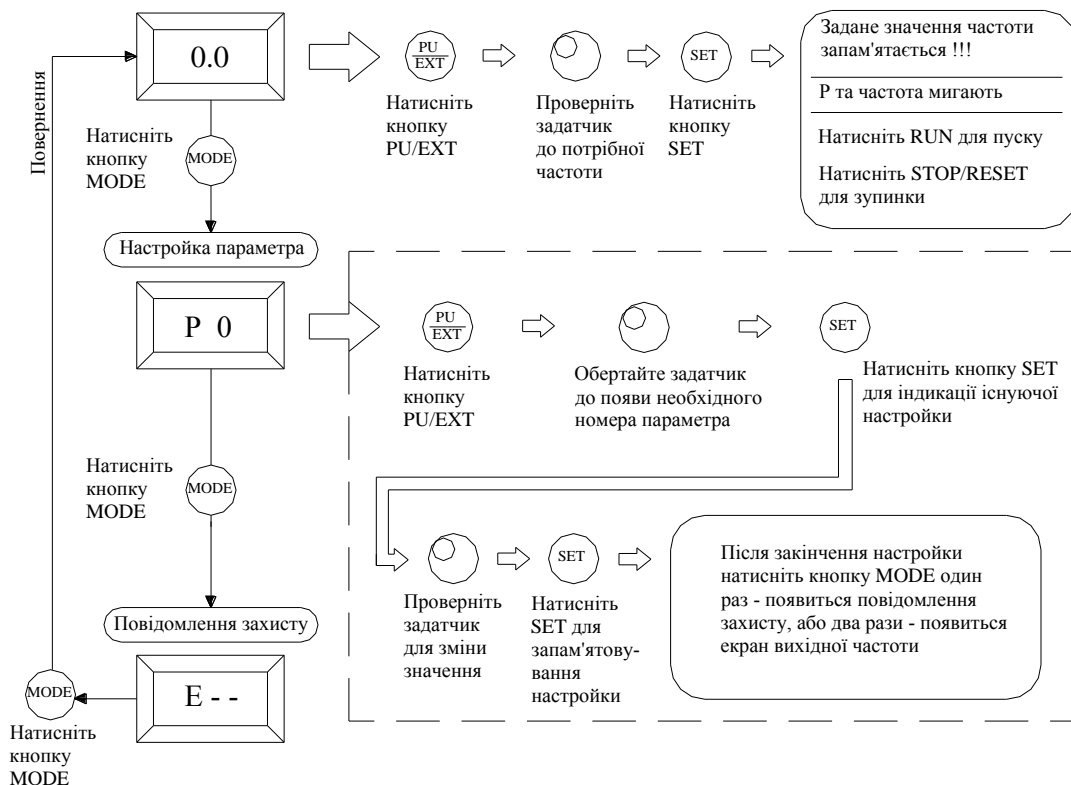 0.0
PU
EXT
SET
Натисніть
кнопку
PU/EXT
Проверніть
задатчик
до потрібної
частоти
Натисніть
кнопку
SET
Задане значення частоти
запам'ятається !!!
Р та частота мигають
Натисніть RUN для пуску
Натисніть STOP/RESET
для зупинки
Повернення
Натисніть
кнопку
MODE
MODE
Настройка параметра
P 0
PU
EXT
SET
Натисніть
кнопку
PU/EXT
Обертайте задатчик
до появи необхідного
номера параметра
Натисніть кнопку SET
для індикації існуючої
настройки
Натисніть
кнопку
MODE
MODE
SET
Проверніть
задатчик
для зміни
значення
Натисніть
SET для
запам'ятову-
вання
настройки
Після закінчення настройки
натисніть кнопку MODE один
раз - появиться повідомлення
захисту, або два рази - появиться
екран вихідної частоти
Повідомлення захисту
E - -
MODE
Натисніть
кнопку
MODE